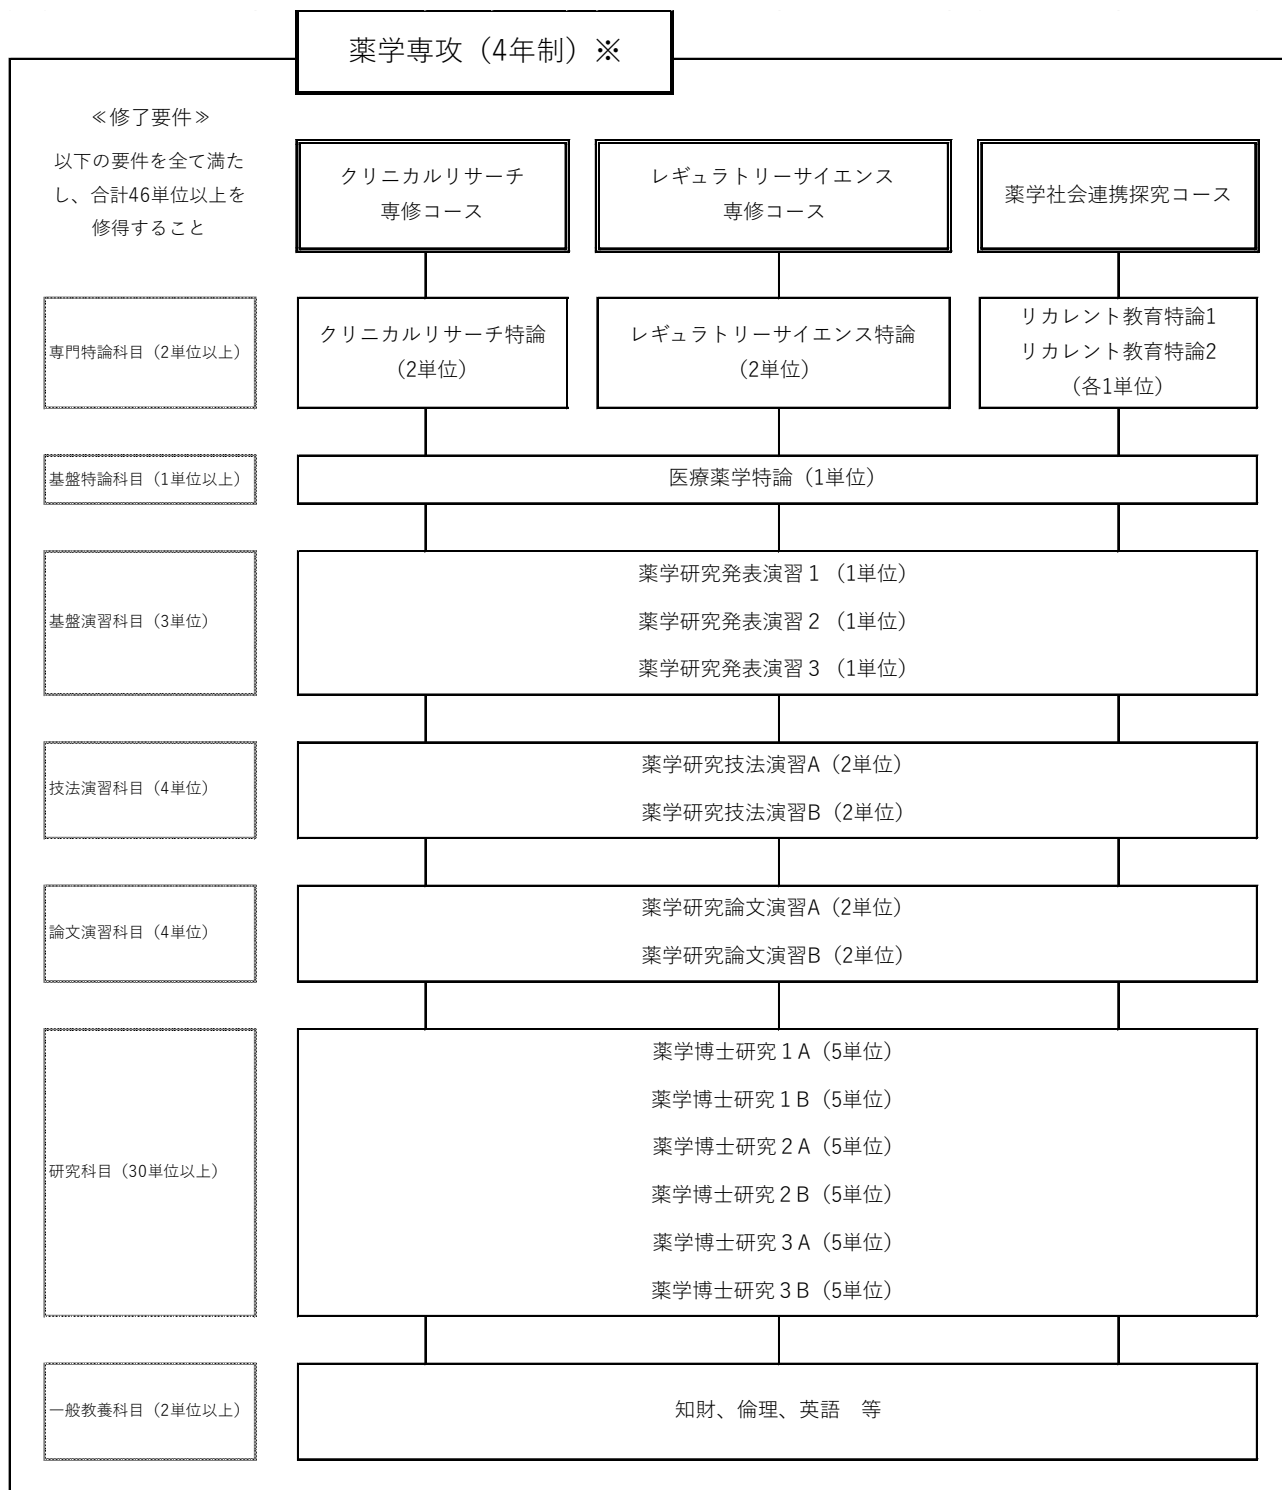 薬学専攻（4年制）※
≪修了要件≫
以下の要件を全て満た
し、合計46単位以上を
修得すること
クリニカルリサーチ
専修コース
レギュラトリーサイエンス
専修コース
薬学社会連携探究コース
専門特論科目（2単位以上）
クリニカルリサーチ特論
（2単位）
レギュラトリーサイエンス特論
（2単位）
リカレント教育特論1
リカレント教育特論2
（各1単位）
基盤特論科目（1単位以上）
医療薬学特論（1単位）
基盤演習科目（3単位）
薬学研究発表演習１（1単位）
薬学研究発表演習２（1単位）
薬学研究発表演習３（1単位）
技法演習科目（4単位）
薬学研究技法演習A（2単位）
薬学研究技法演習B（2単位）
論文演習科目（4単位）
薬学研究論文演習A（2単位）
薬学研究論文演習B（2単位）
研究科目（30単位以上）
薬学博士研究１A（5単位）
薬学博士研究１B（5単位）
薬学博士研究２A（5単位）
薬学博士研究２B（5単位）
薬学博士研究３A（5単位）
薬学博士研究３B（5単位）
一般教養科目（2単位以上）
知財、倫理、英語　等